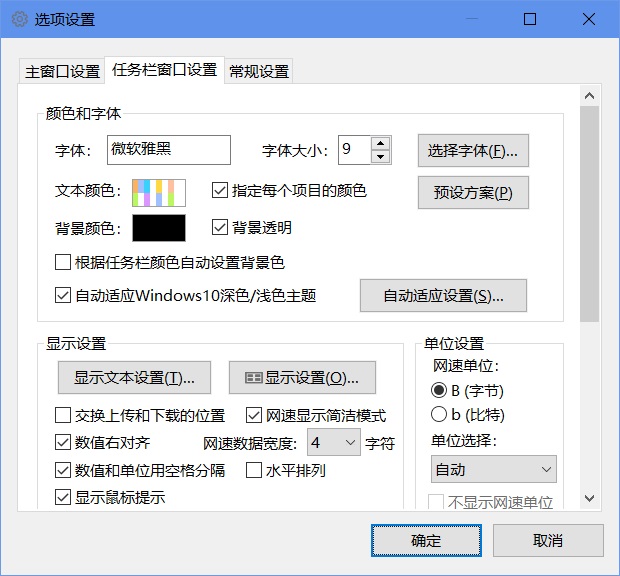 选项设置
主窗口设置 任务栏窗口设置 常规设置
颜色和字体
字体: 微软雅黑 字体大小: 9 选择字体(F)...
文本颜色: 指定每个项目的颜色 预设方案(P)
背景颜色: 背景透明
根据任务栏颜色自动设置背景色
自动适应Windows10深色/浅色主题 自动适应设置(S)...
显示设置
显示文本设置(T)... 显示设置(O)...
交换上传和下载的位置 网速显示简洁模式
数值右对齐 网速数据宽度: 4 字符
数值和单位用空格分隔 水平排列
显示鼠标提示
单位设置
网速单位:
B (字节)
b (比特)
单位选择:
自动
不显示网速单位
确定 取消